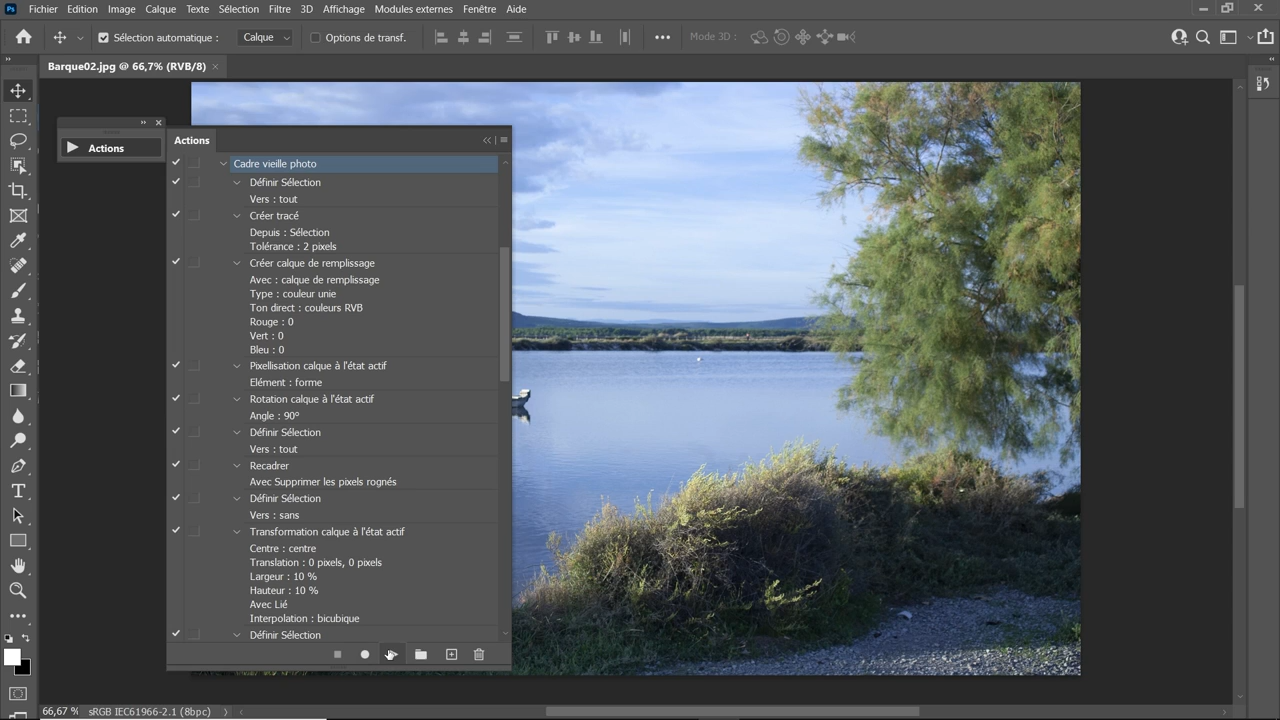 Ps Fichier Edition Image Calque Texte Sélection Filtre 3D Affichage Modules externes Fenêtre Aide
Sélection automatique : Calque Options de transf. Mode 3D :
Barque02.jpg @ 66,7% (RVB/8)
Actions
Actions
Cadre vieille photo
Définir Sélection
Vers : tout
Créer tracé
Depuis : Sélection
Tolérance : 2 pixels
Créer calque de remplissage
Avec : calque de remplissage
Type : couleur unie
Ton direct : couleurs RVB
Rouge : 0
Vert : 0
Bleu : 0
Pixellisation calque à l'état actif
Elément : forme
Rotation calque à l'état actif
Angle : 90°
Définir Sélection
Vers : tout
Recadrer
Avec Supprimer les pixels rognés
Définir Sélection
Vers : sans
Transformation calque à l'état actif
Centre : centre
Translation : 0 pixels, 0 pixels
Largeur : 10 %
Hauteur : 10 %
Avec Lié
Interpolation : bicubique
Définir Sélection
66,67 % sRGB IEC61966-2.1 (8bpc)